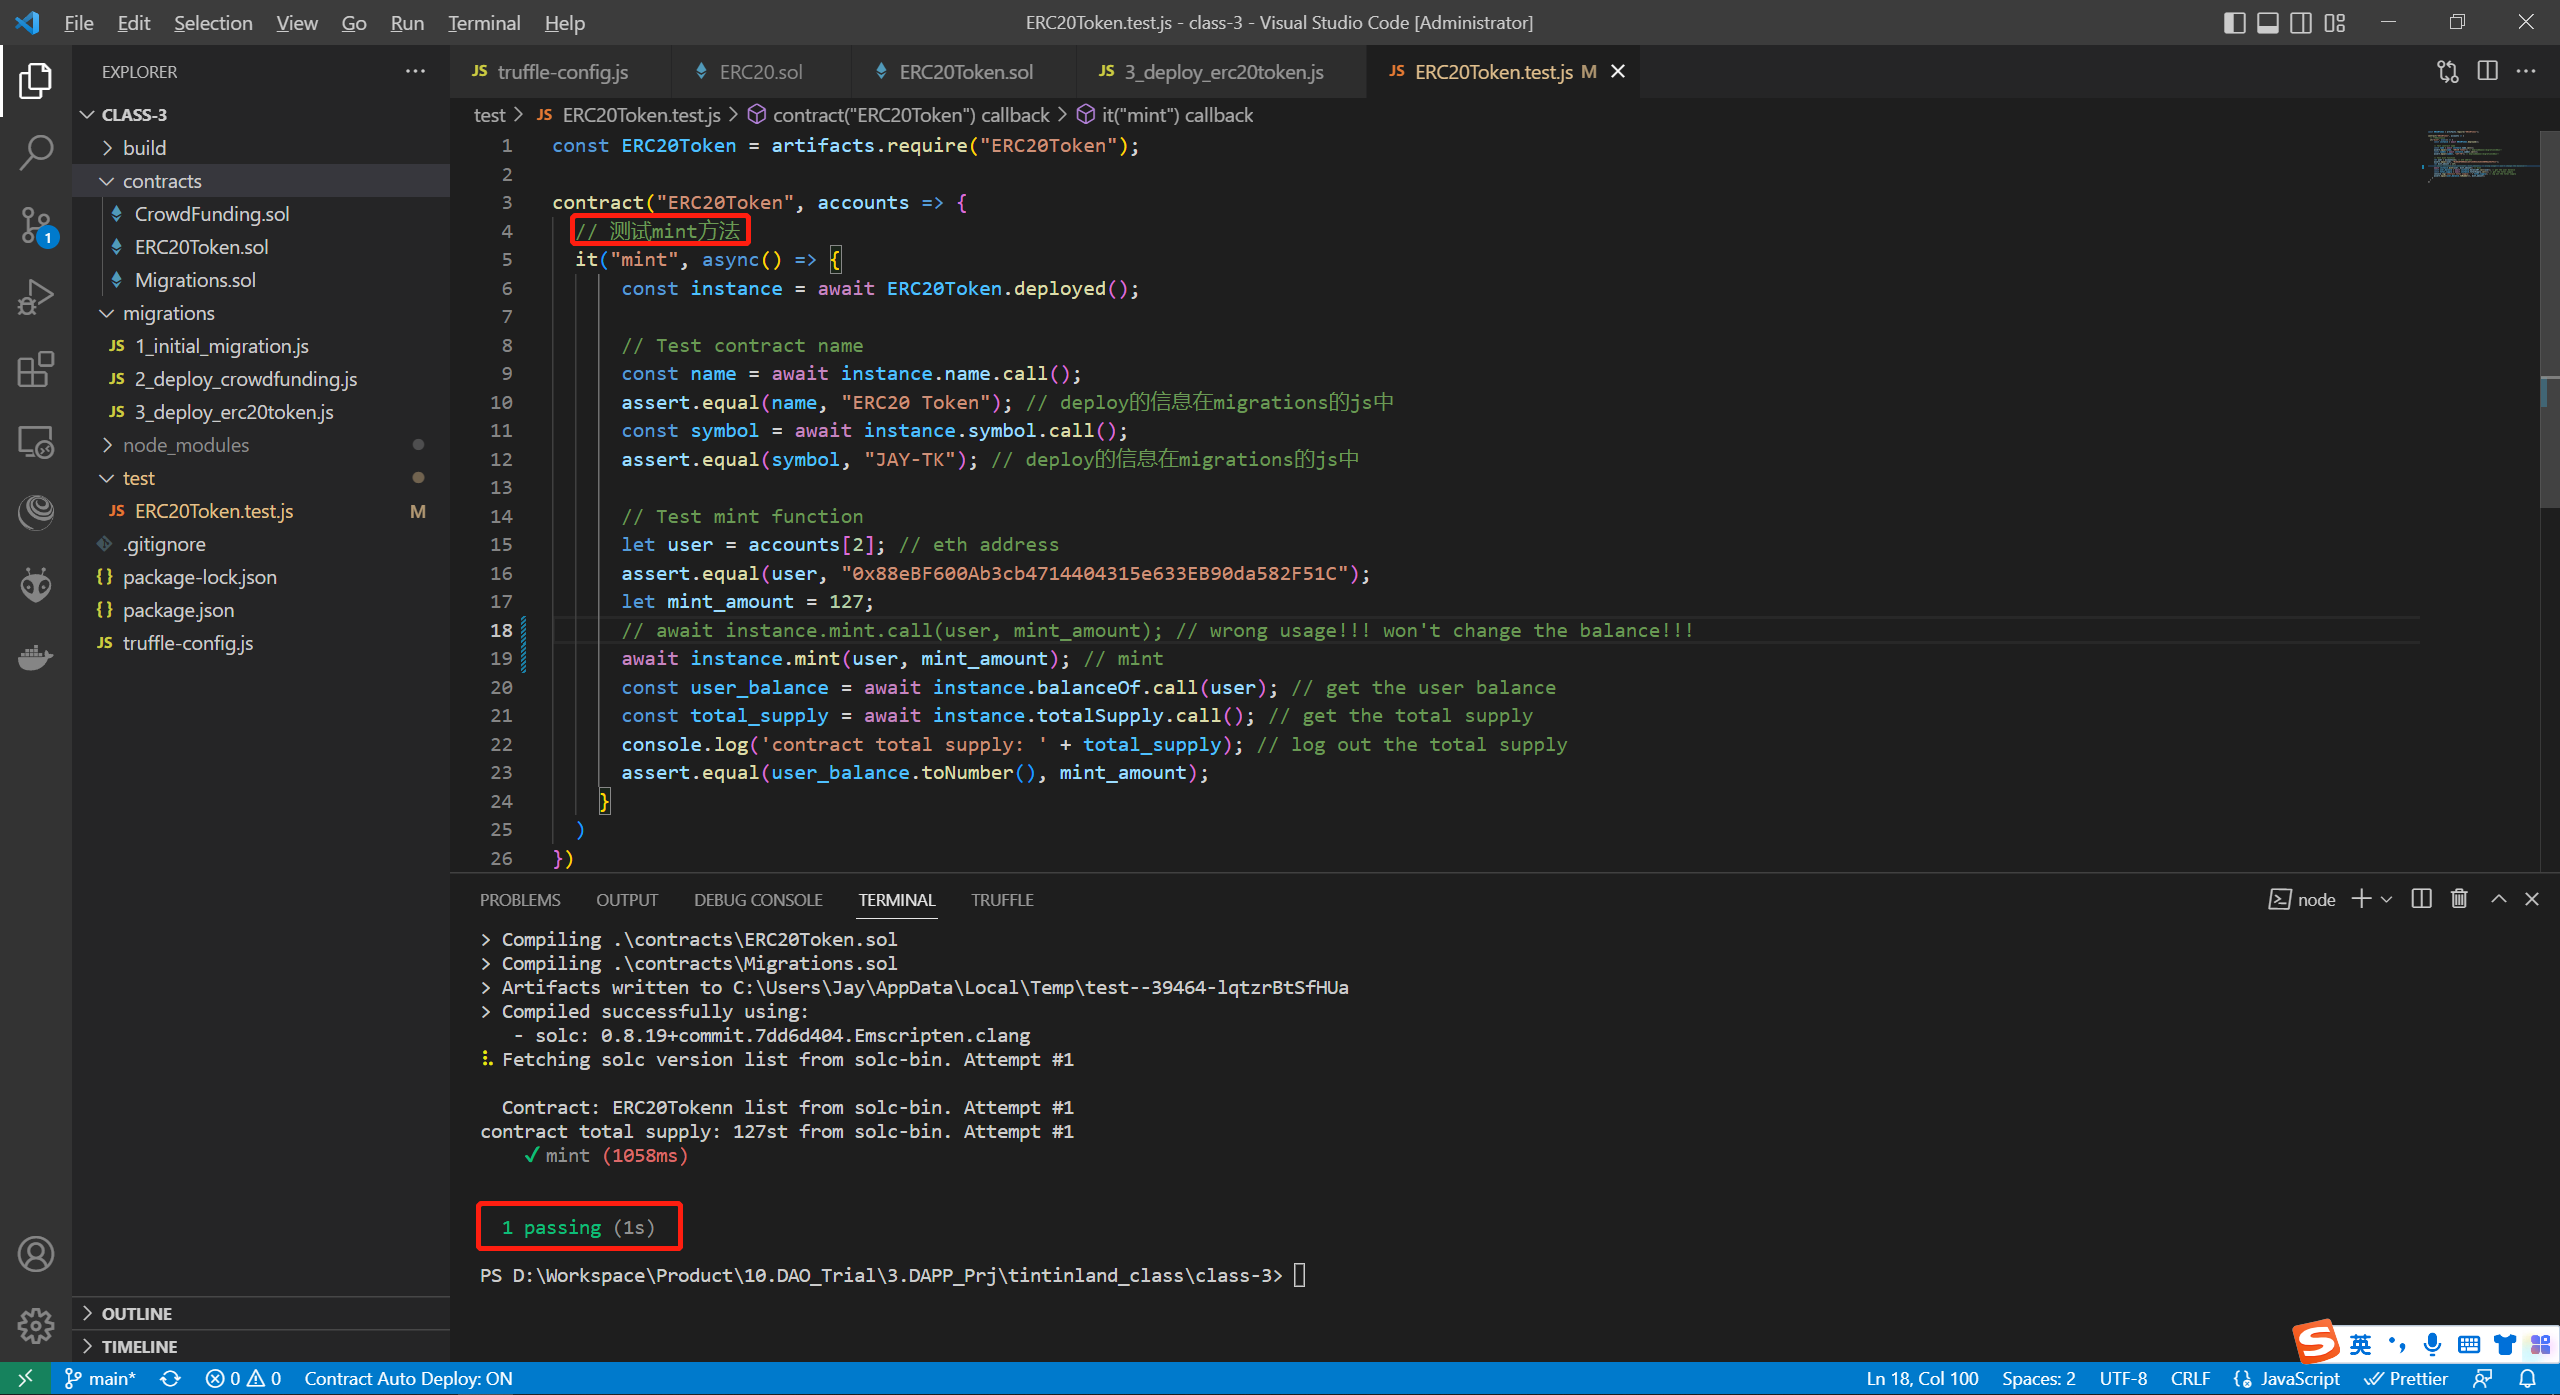 File Edit Selection View Go Run Terminal Help
ERC20Token.test.js - class-3 - Visual Studio Code [Administrator]
EXPLORER
CLASS-3
build
contracts
CrowdFunding.sol
ERC20Token.sol
Migrations.sol
migrations
JS 1_initial_migration.js
JS 2_deploy_crowdfunding.js
JS 3_deploy_erc20token.js
node_modules
test
JS ERC20Token.test.js M
.gitignore
{} package-lock.json
{} package.json
JS truffle-config.js
OUTLINE
TIMELINE
1
JS truffle-config.js
ERC20.sol
ERC20Token.sol
JS 3_deploy_erc20token.js
JS ERC20Token.test.js M
test > JS ERC20Token.test.js > contract("ERC20Token") callback > it("mint") callback
1 const ERC20Token = artifacts.require("ERC20Token");
2
3 contract("ERC20Token", accounts => {
4 // 测试mint方法
5 it("mint", async() => {
6 const instance = await ERC20Token.deployed();
7
8 // Test contract name
9 const name = await instance.name.call();
10 assert.equal(name, "ERC20 Token"); // deploy的信息在migrations的js中
11 const symbol = await instance.symbol.call();
12 assert.equal(symbol, "JAY-TK"); // deploy的信息在migrations的js中
13
14 // Test mint function
15 let user = accounts[2]; // eth address
16 assert.equal(user, "0x88eBF600Ab3cb4714404315e633EB90da582F51C");
17 let mint_amount = 127;
18 // await instance.mint.call(user, mint_amount); // wrong usage!!! won't change the balance!!!
19 await instance.mint(user, mint_amount); // mint
20 const user_balance = await instance.balanceOf.call(user); // get the user balance
21 const total_supply = await instance.totalSupply.call(); // get the total supply
22 console.log('contract total supply: ' + total_supply); // log out the total supply
23 assert.equal(user_balance.toNumber(), mint_amount);
24 }
25 )
26 })
PROBLEMS OUTPUT DEBUG CONSOLE TERMINAL TRUFFLE
node
> Compiling .\contracts\ERC20Token.sol
> Compiling .\contracts\Migrations.sol
> Artifacts written to C:\Users\Jay\AppData\Local\Temp\test--39464-lqtzrBtSfHUa
> Compiled successfully using:
- solc: 0.8.19+commit.7dd6d404.Emscripten.clang
Fetching solc version list from solc-bin. Attempt #1
Contract: ERC20Tokenn list from solc-bin. Attempt #1
contract total supply: 127st from solc-bin. Attempt #1
✓ mint (1058ms)
1 passing (1s)
PS D:\Workspace\Product\10.DAO_Trial\3.DAPP_Prj\tintinland_class\class-3>
S 英
main* 0 0 Contract Auto Deploy: ON
Ln 18, Col 100 Spaces: 2 UTF-8 CRLF JavaScript Prettier